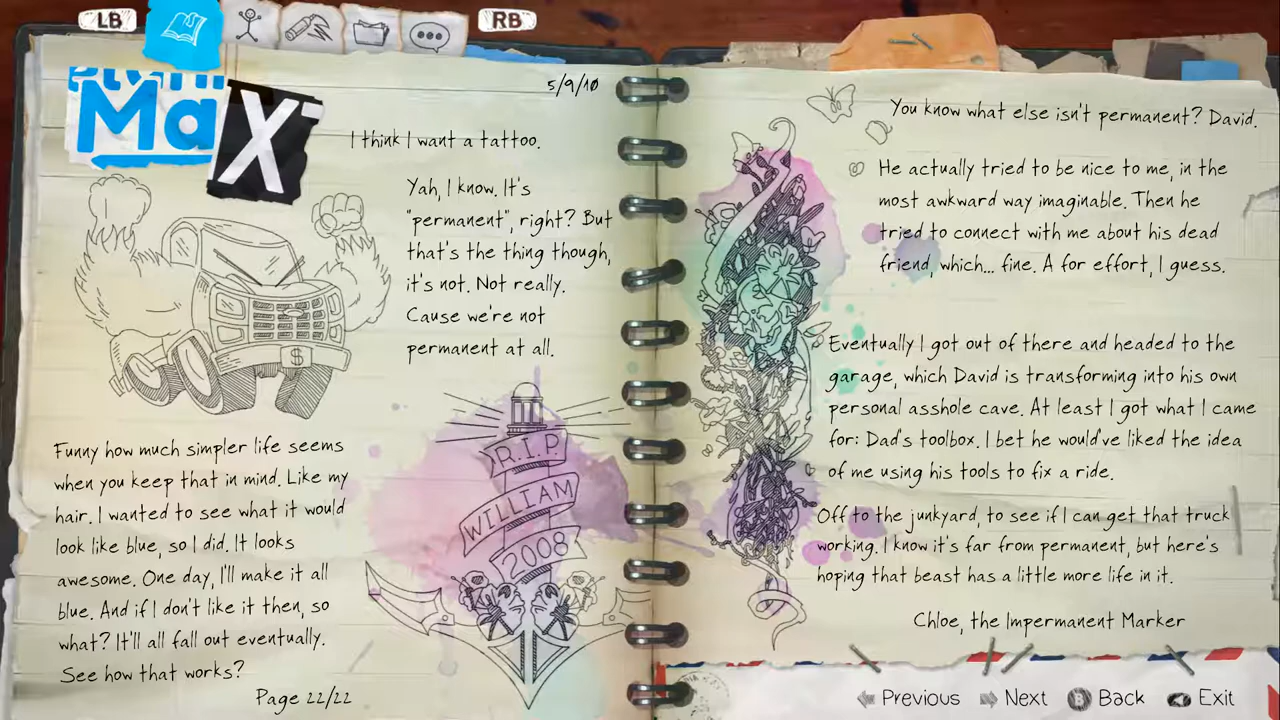 LB
RB
Max
5/9/10
I think I want a tattoo.
Yah, I know. It's
"permanent", right? But
that's the thing though,
it's not. Not really.
Cause we're not
permanent at all.
$
Funny how much simpler life seems
when you keep that in mind. Like my
hair. I wanted to see what it would
look like blue, so I did. It looks
awesome. One day, I'll make it all
blue. And if I don't like it then, so
what? It'll all fall out eventually.
See how that works?
R.I.P.
WILLIAM
2008
Page 22/22
You know what else isn't permanent? David.
He actually tried to be nice to me, in the
most awkward way imaginable. Then he
tried to connect with me about his dead
friend, which... fine. A for effort, I guess.
Eventually I got out of there and headed to the
garage, which David is transforming into his own
personal asshole cave. At least I got what I came
for: Dad's toolbox. I bet he would've liked the idea
of me using his tools to fix a ride.
Off to the junkyard, to see if I can get that truck
working. I know it's far from permanent, but here's
hoping that beast has a little more life in it.
Chloe, the Impermanent Marker
Previous
Next
B Back
Exit